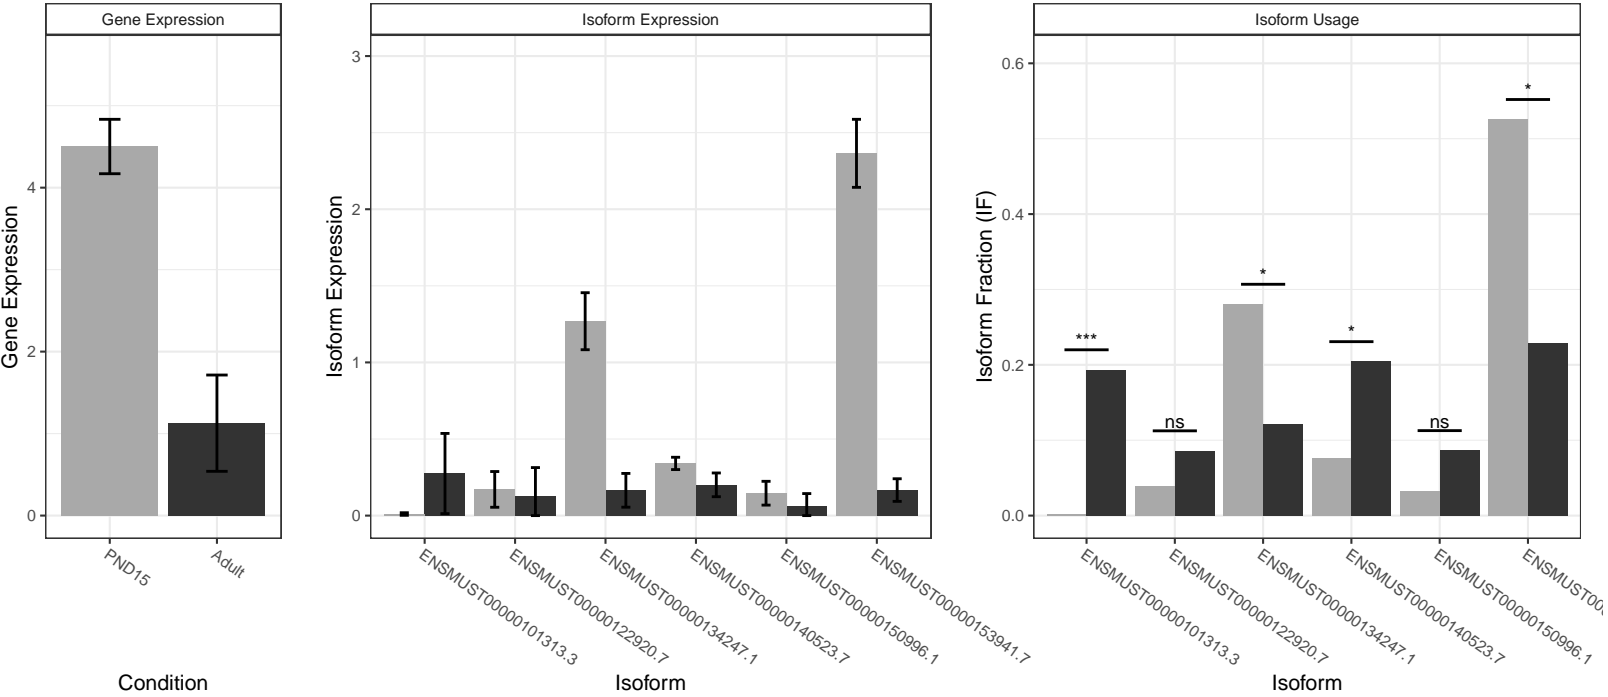 Gene Expression
Isoform Expression
Isoform Usage
Gene Expression
4
2
0
PND15
Adult
Condition
Isoform Expression
3
2
1
0
ENSMUST00000101313.3
ENSMUST00000122920.7
ENSMUST00000134247.1
ENSMUST00000140523.7
ENSMUST00000150996.1
ENSMUST00000153941.7
Isoform
Isoform Fraction (IF)
0.6
0.4
0.2
0.0
***
ns
*
*
ns
*
ENSMUST00000101313.3
ENSMUST00000122920.7
ENSMUST00000134247.1
ENSMUST00000140523.7
ENSMUST00000150996.1
Isoform